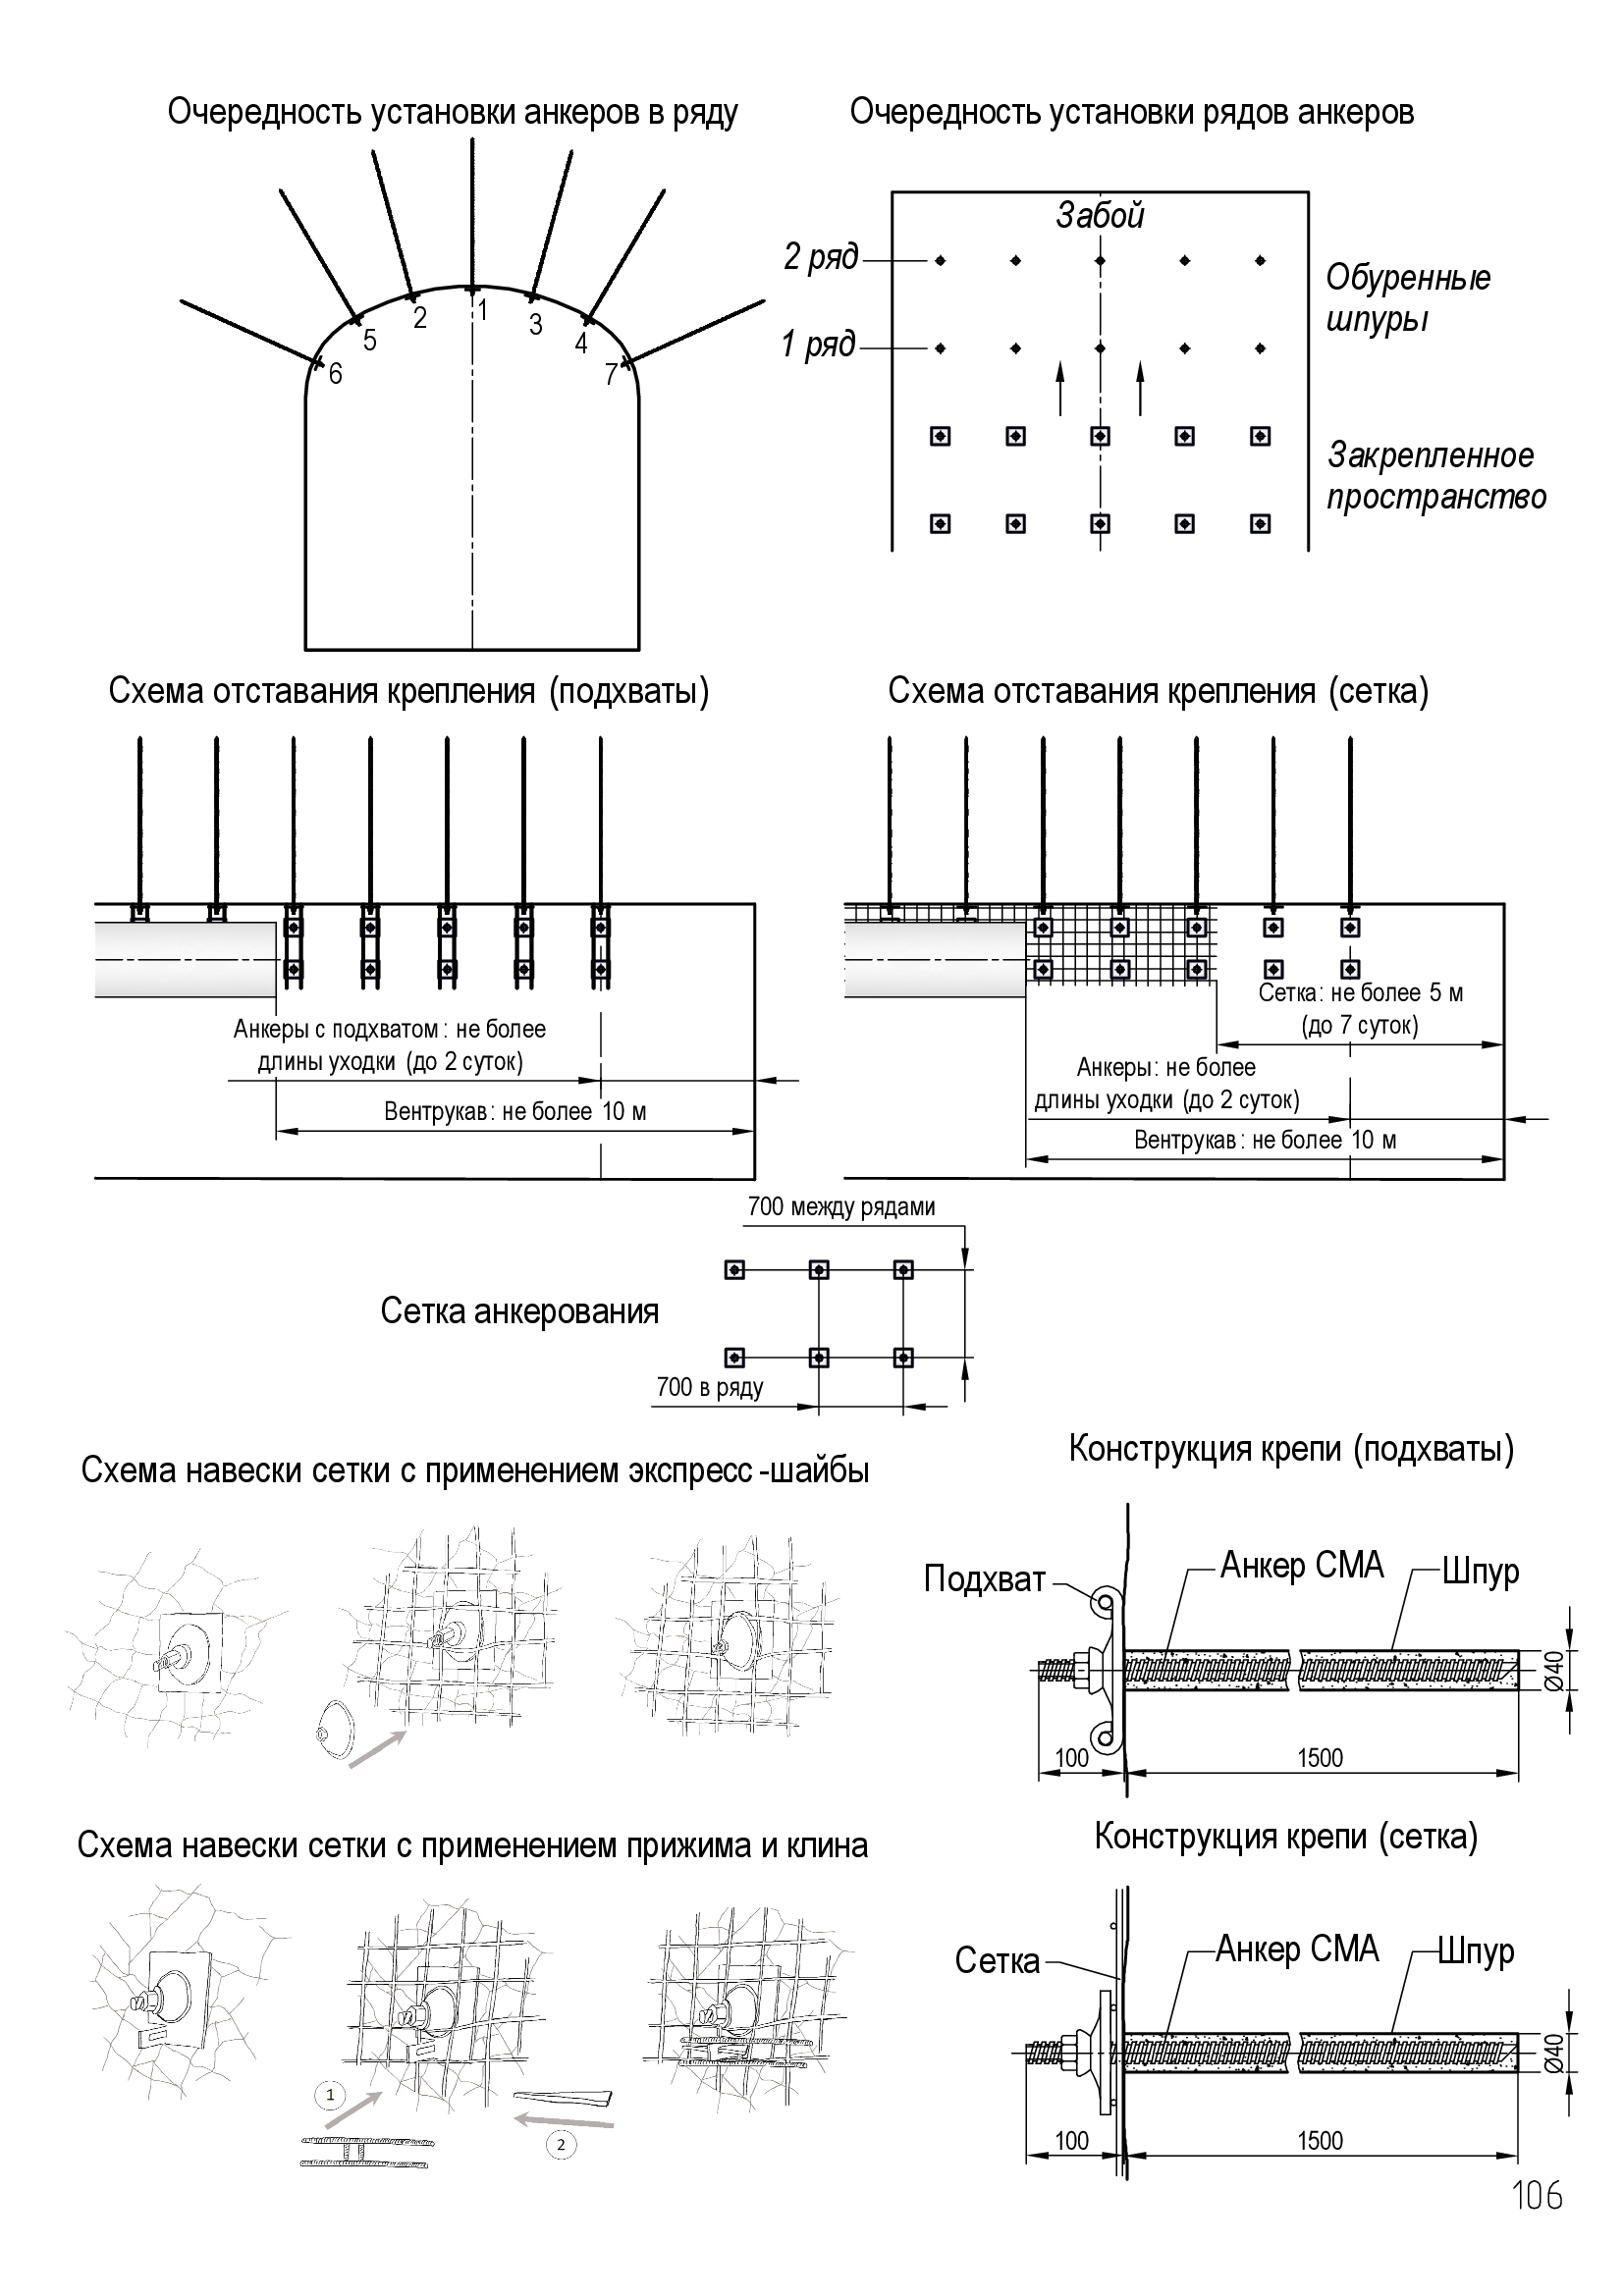 Очередность установки анкеров в ряду
1
2
3
5
4
6
7
Очередность установки рядов анкеров
Забой
2 ряд
Обуренные
шпуры
1 ряд
Закрепленное
пространство
Схема отставания крепления (подхваты)
Анкеры с подхватом: не более
длины уходки (до 2 суток)
Вентрукав: не более 10 м
Схема отставания крепления (сетка)
Сетка: не более 5 м
(до 7 суток)
Анкеры: не более
длины уходки (до 2 суток)
Вентрукав: не более 10 м
700 между рядами
Сетка анкерования
700 в ряду
Схема навески сетки с применением экспресс-шайбы
Конструкция крепи (подхваты)
Подхват
Анкер СМА
Шпур
Ø40
100
1500
Схема навески сетки с применением прижима и клина
1
2
Конструкция крепи (сетка)
Сетка
Анкер СМА
Шпур
Ø40
100
1500
106